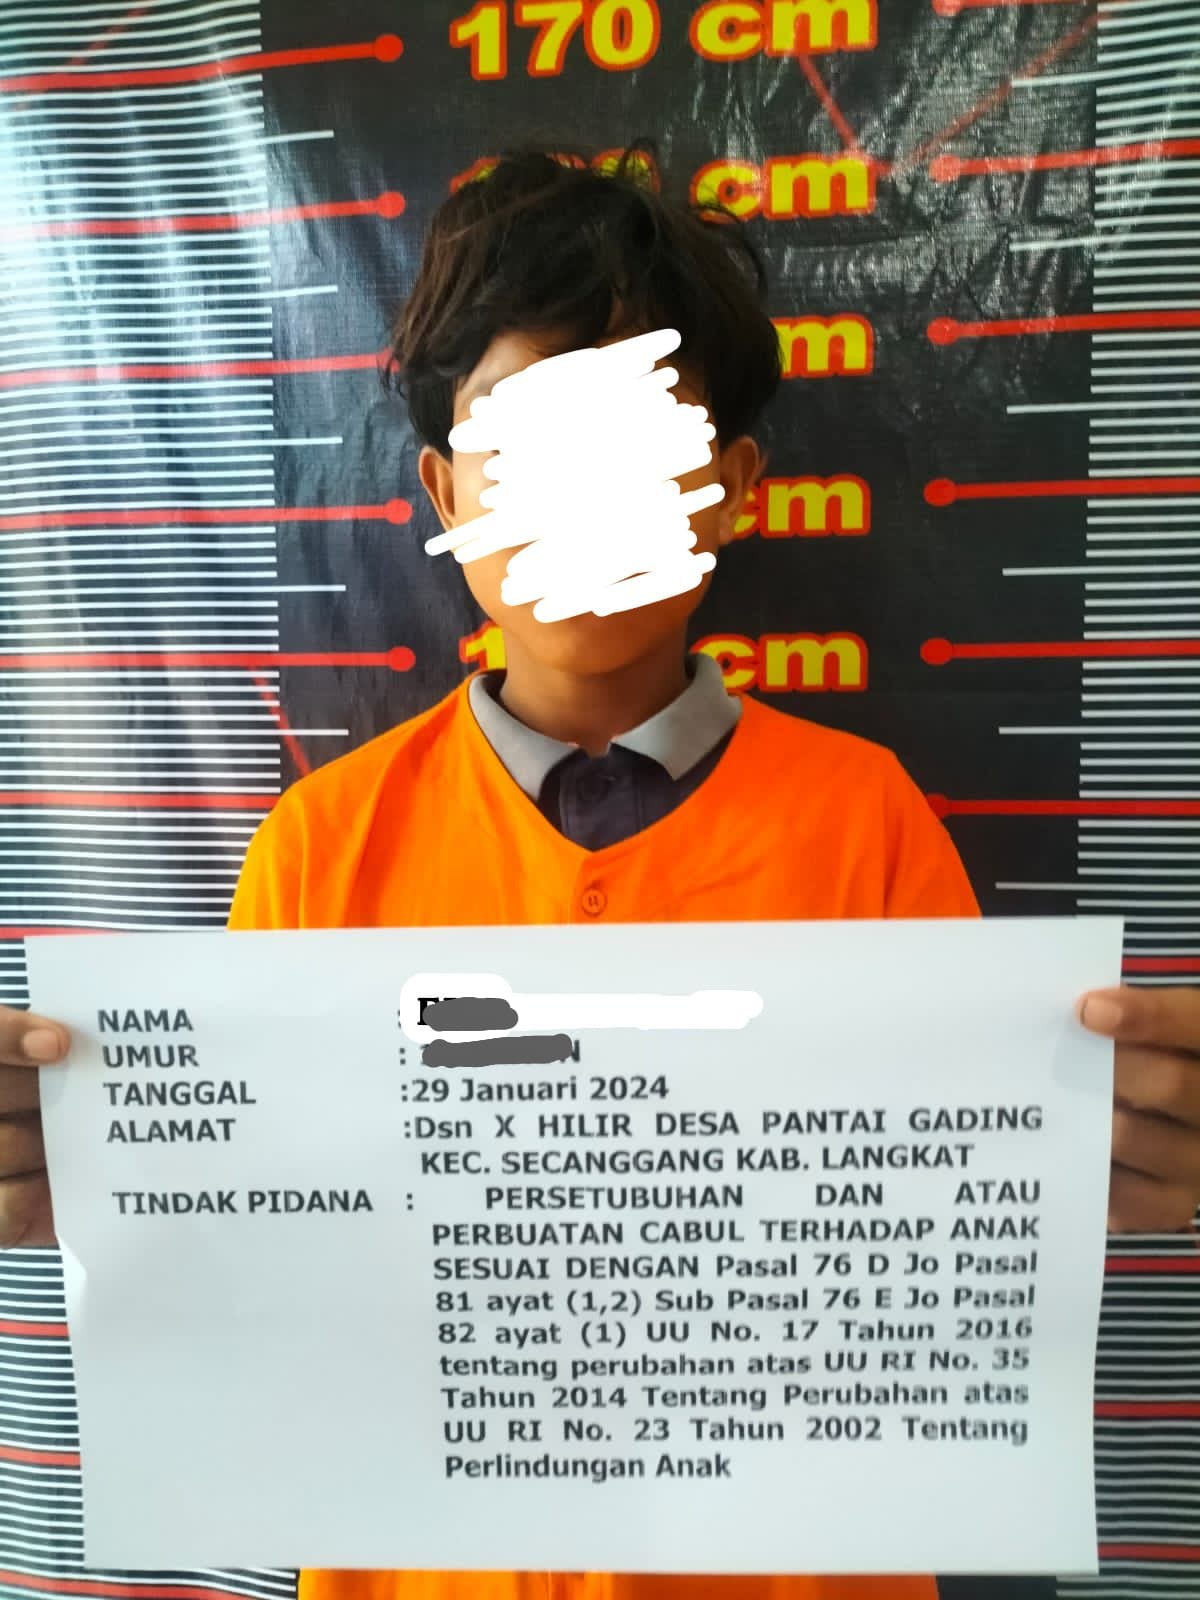 170 cm
cm
m
cm
1 cm
NAMA :
UMUR : N
TANGGAL :29 Januari 2024
ALAMAT :Dsn X HILIR DESA PANTAI GADING
KEC. SECANGGANG KAB. LANGKAT
TINDAK PIDANA : PERSETUBUHAN DAN ATAU
PERBUATAN CABUL TERHADAP ANAK
SESUAI DENGAN Pasal 76 D Jo Pasal
81 ayat (1,2) Sub Pasal 76 E Jo Pasal
82 ayat (1) UU No. 17 Tahun 2016
tentang perubahan atas UU RI No. 35
Tahun 2014 Tentang Perubahan atas
UU RI No. 23 Tahun 2002 Tentang
Perlindungan Anak